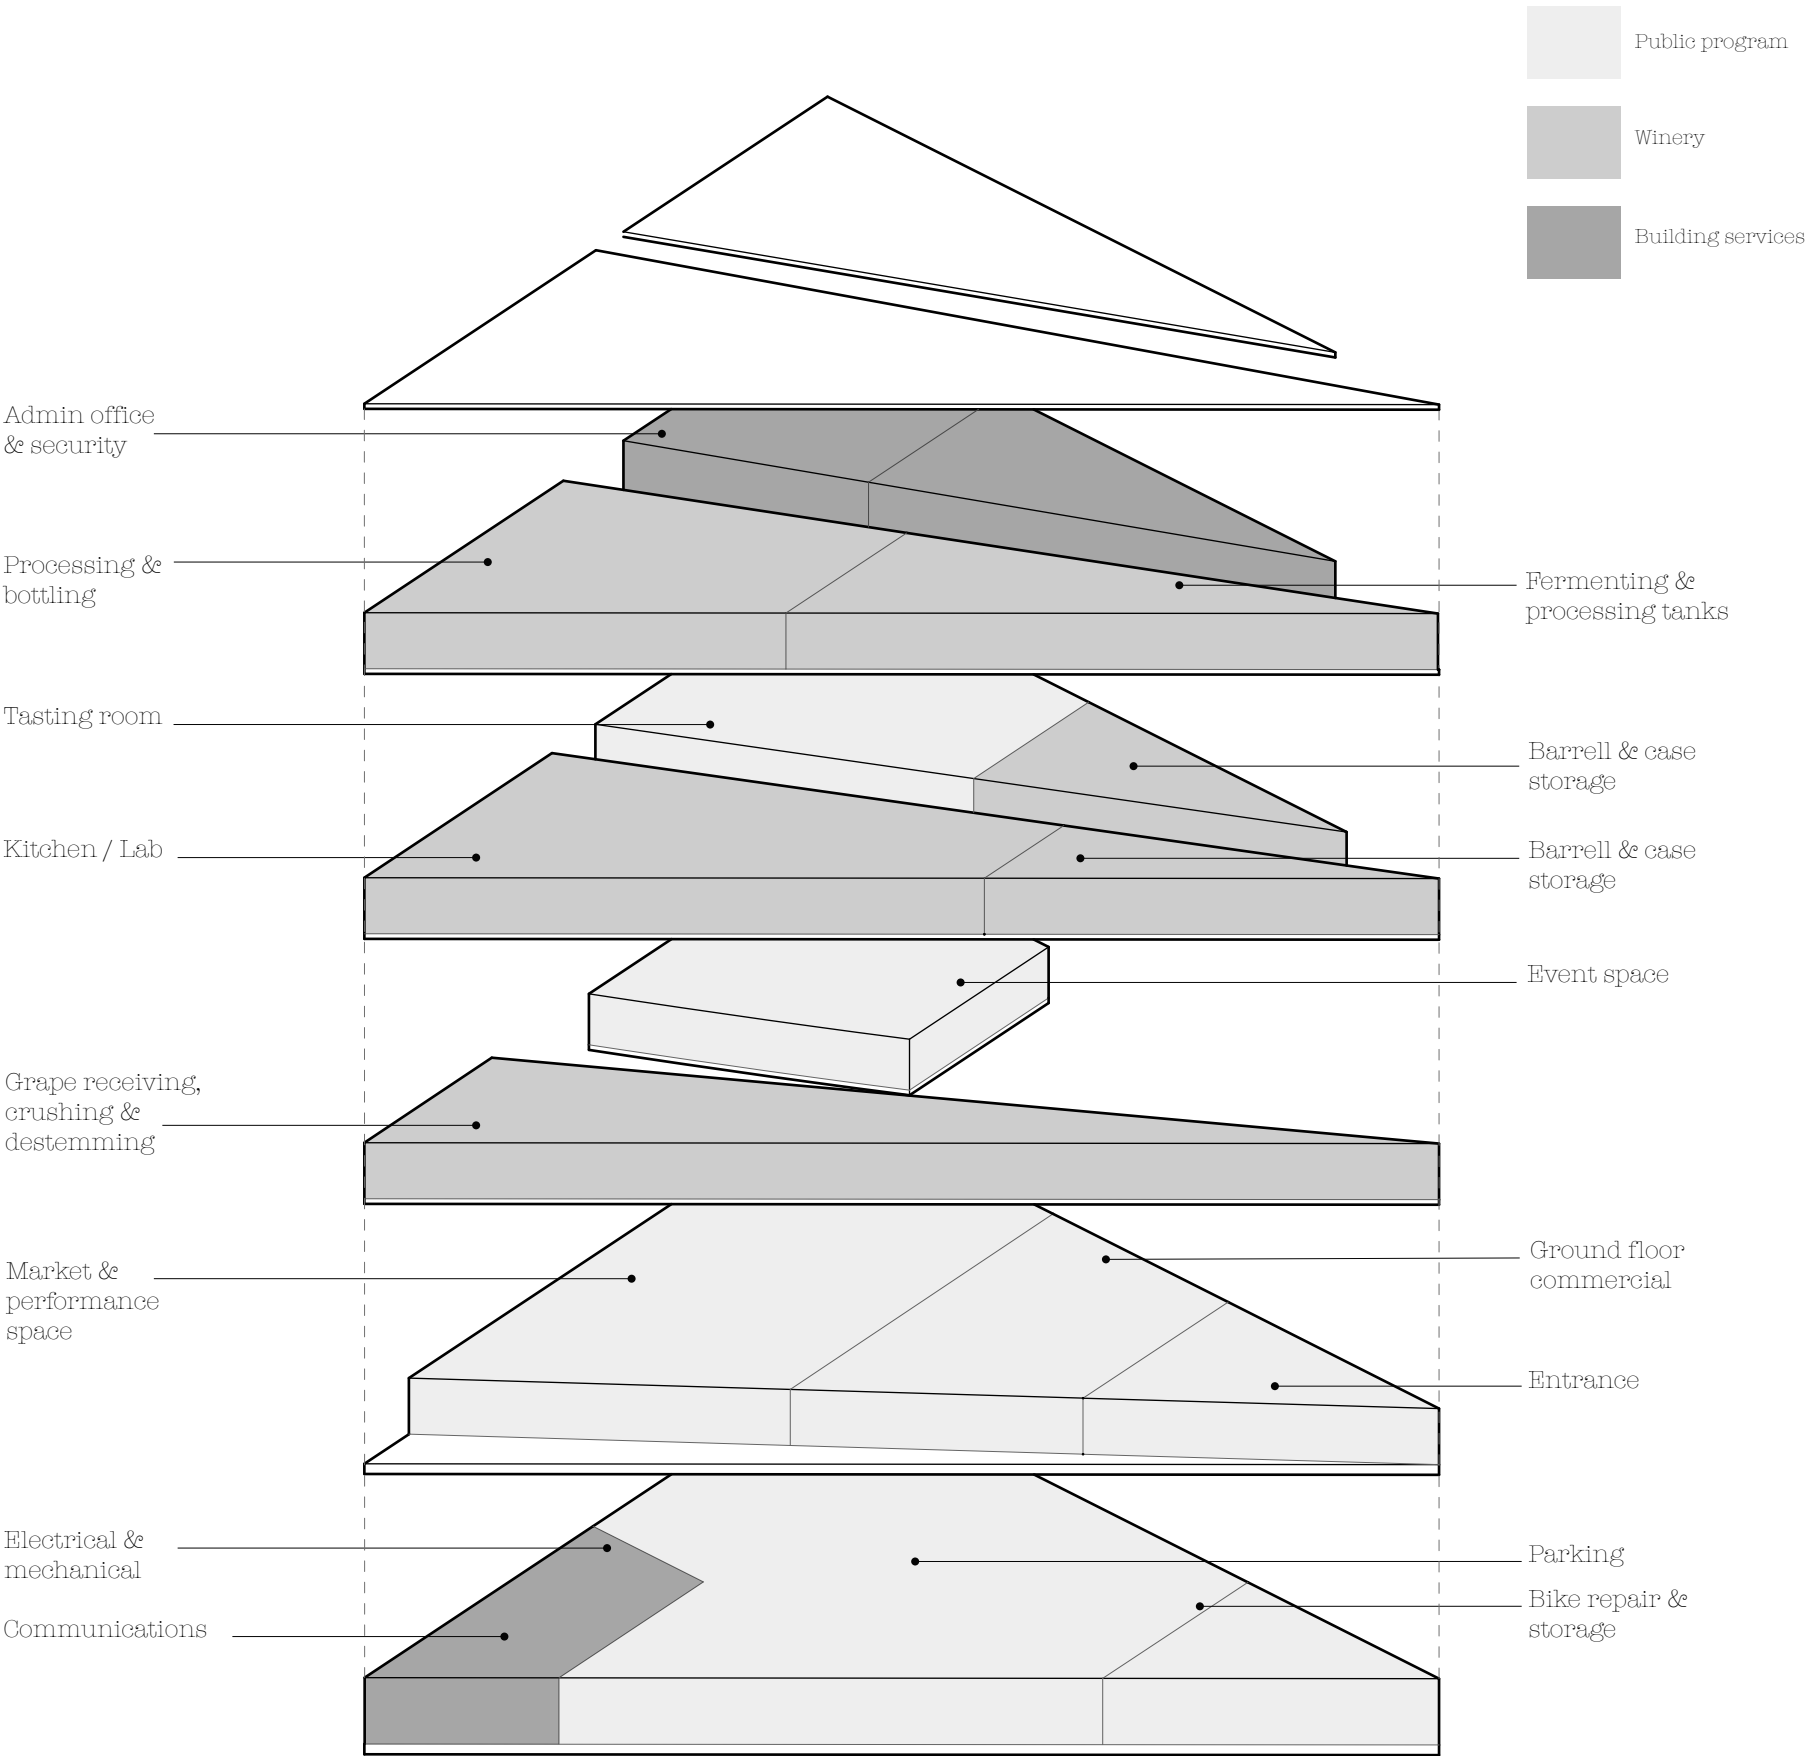 Public program
Winery
Building services
Admin office
& security
Processing &
bottling
Fermenting &
processing tanks
Tasting room
Barrell & case
storage
Kitchen / Lab
Barrell & case
storage
Event space
Grape receiving,
crushing &
destemming
Market &
performance
space
Ground floor
commercial
Entrance
Electrical &
mechanical
Parking
Bike repair &
storage
Communications